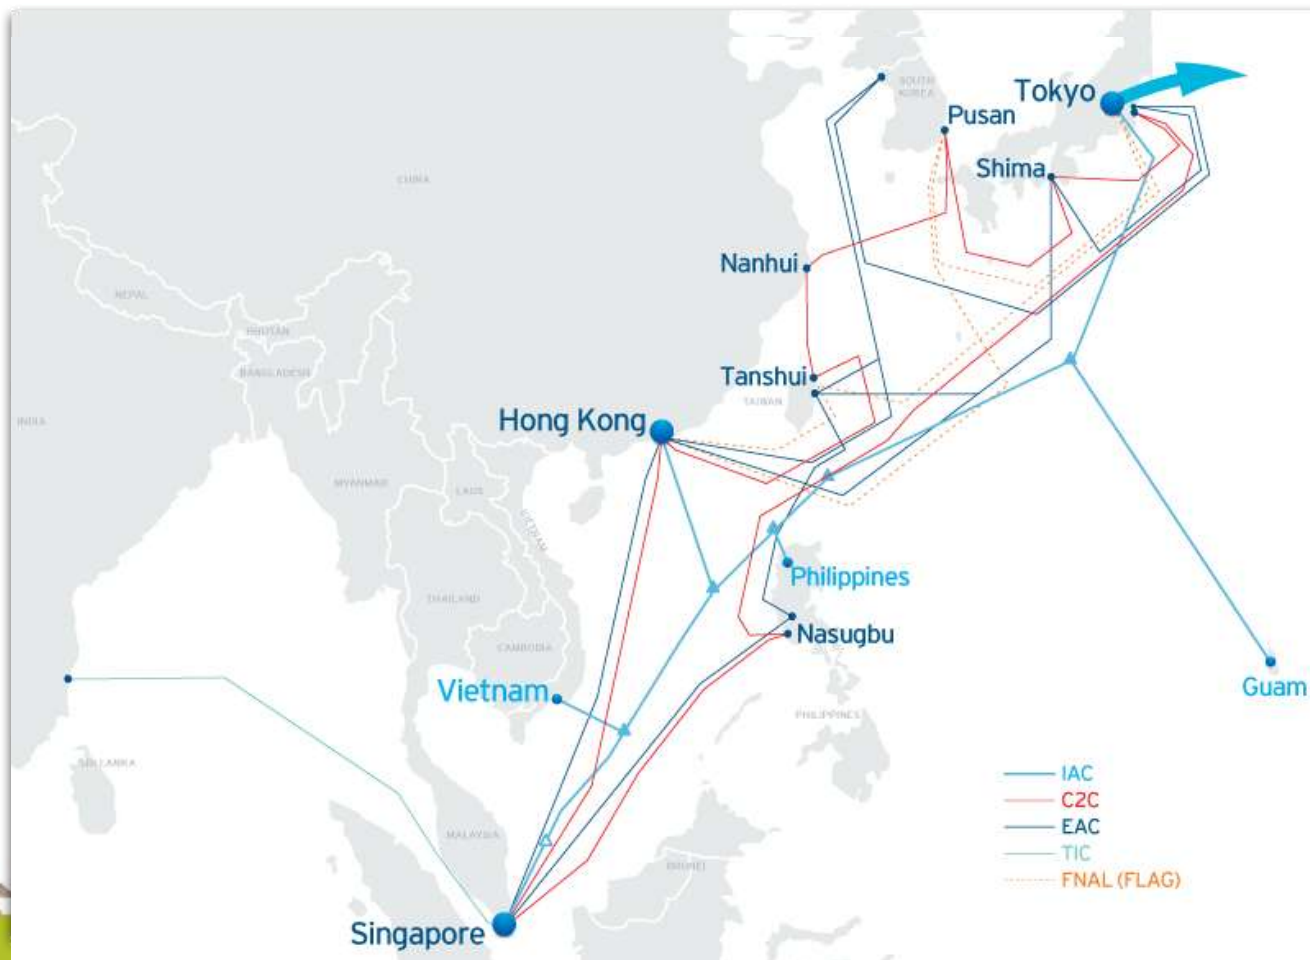 SOUTH
KOREA
Tokyo
Pusan
Shima
CHINA
Nanhui
NEPAL
BHUTAN
BANGLADESH
Tanshui
TAIWAN
INDIA
Hong Kong
MYANMAR
LAOS
VIETNAM
Philippines
THAILAND
Nasugbu
CAMBODIA
Vietnam
Guam
PHILIPPINES
SRI LANKA
IAC
C2C
MALAYSIA
EAC
TIC
BRUNEI
FNAL (FLAG)
Singapore